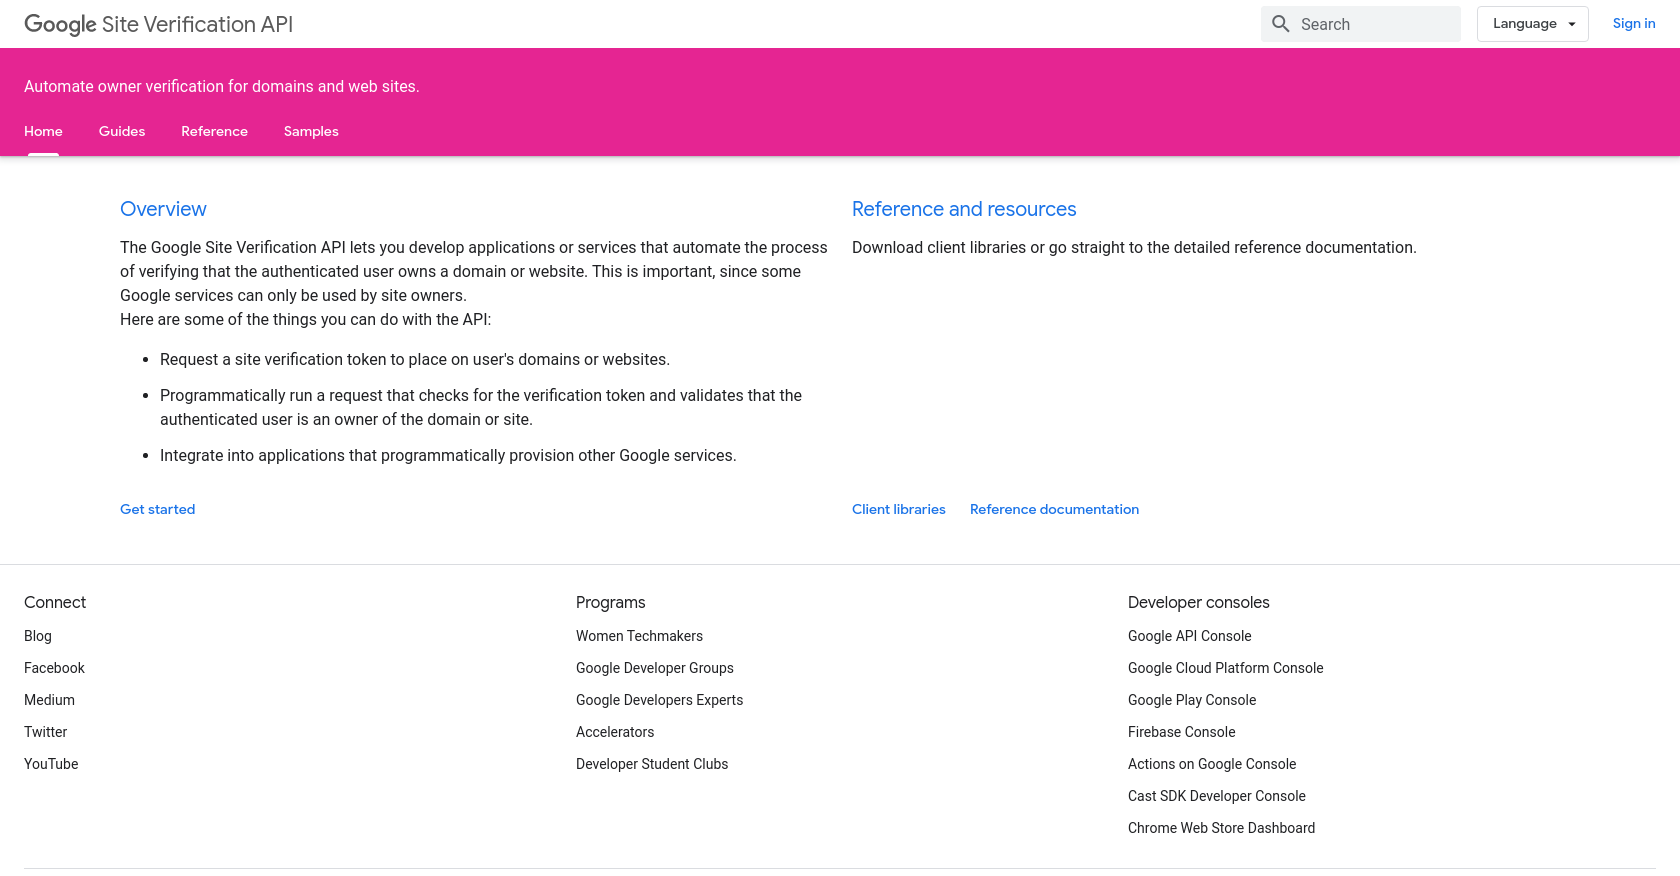 Google Site Verification API
Search
Language
Sign in
Automate owner verification for domains and web sites.
Home
Guides
Reference
Samples
Overview
The Google Site Verification API lets you develop applications or services that automate the process
of verifying that the authenticated user owns a domain or website. This is important, since some
Google services can only be used by site owners.
Here are some of the things you can do with the API:
Request a site verification token to place on user's domains or websites.
Programmatically run a request that checks for the verification token and validates that the
authenticated user is an owner of the domain or site.
Integrate into applications that programmatically provision other Google services.
Get started
Reference and resources
Download client libraries or go straight to the detailed reference documentation.
Client libraries
Reference documentation
Connect
Blog
Facebook
Medium
Twitter
YouTube
Programs
Women Techmakers
Google Developer Groups
Google Developers Experts
Accelerators
Developer Student Clubs
Developer consoles
Google API Console
Google Cloud Platform Console
Google Play Console
Firebase Console
Actions on Google Console
Cast SDK Developer Console
Chrome Web Store Dashboard